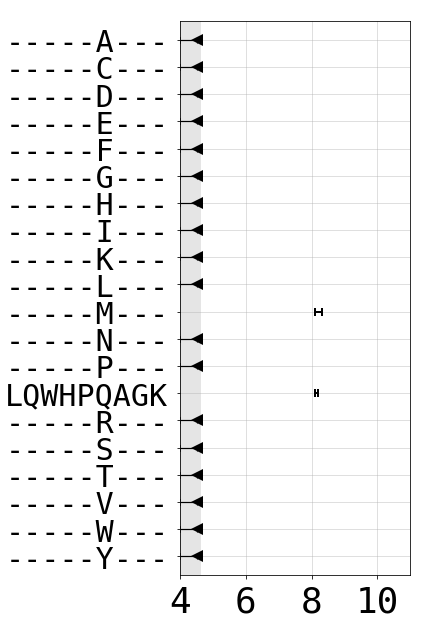 -----A---
-----C---
-----D---
-----E---
-----F---
-----G---
-----H---
-----I---
-----K---
-----L---
-----M---
-----N---
-----P---
LQWHPQAGK
-----R---
-----S---
-----T---
-----V---
-----W---
-----Y---
4 6 8 10